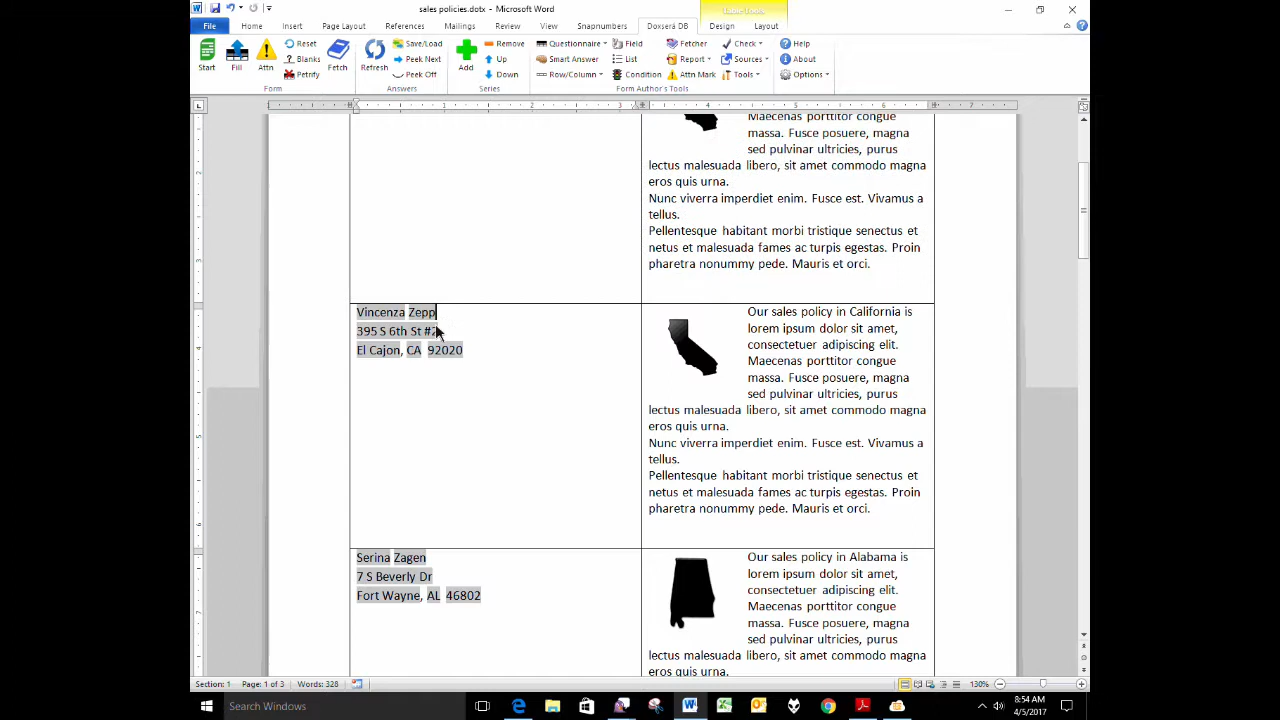 sales policies.dotx - Microsoft Word
Table Tools
File Home Insert Page Layout References Mailings Review View Snapnumbers Doxserá DB Design Layout
Start Fill Attn Reset Blanks Petrify Fetch Refresh Save/Load Peek Next Peek Off Add Remove Up Down Questionnaire Smart Answer Row/Column Field List Condition Fetcher Report Attn Mark Check Sources Tools Help About Options
Form Answers Series Form Author's Tools
Maecenas porttitor congue
massa. Fusce posuere, magna
sed pulvinar ultricies, purus
lectus malesuada libero, sit amet commodo magna
eros quis urna.
Nunc viverra imperdiet enim. Fusce est. Vivamus a
tellus.
Pellentesque habitant morbi tristique senectus et
netus et malesuada fames ac turpis egestas. Proin
pharetra nonummy pede. Mauris et orci.
Vincenza Zepp
395 S 6th St #2
El Cajon, CA 92020
Our sales policy in California is
lorem ipsum dolor sit amet,
consectetuer adipiscing elit.
Maecenas porttitor congue
massa. Fusce posuere, magna
sed pulvinar ultricies, purus
lectus malesuada libero, sit amet commodo magna
eros quis urna.
Nunc viverra imperdiet enim. Fusce est. Vivamus a
tellus.
Pellentesque habitant morbi tristique senectus et
netus et malesuada fames ac turpis egestas. Proin
pharetra nonummy pede. Mauris et orci.
Serina Zagen
7 S Beverly Dr
Fort Wayne, AL 46802
Our sales policy in Alabama is
lorem ipsum dolor sit amet,
consectetuer adipiscing elit.
Maecenas porttitor congue
massa. Fusce posuere, magna
sed pulvinar ultricies, purus
lectus malesuada libero, sit amet commodo magna
eros quis urna.
Section: 1 Page: 1 of 3 Words: 328 130%
Search Windows
8:54 AM
4/5/2017